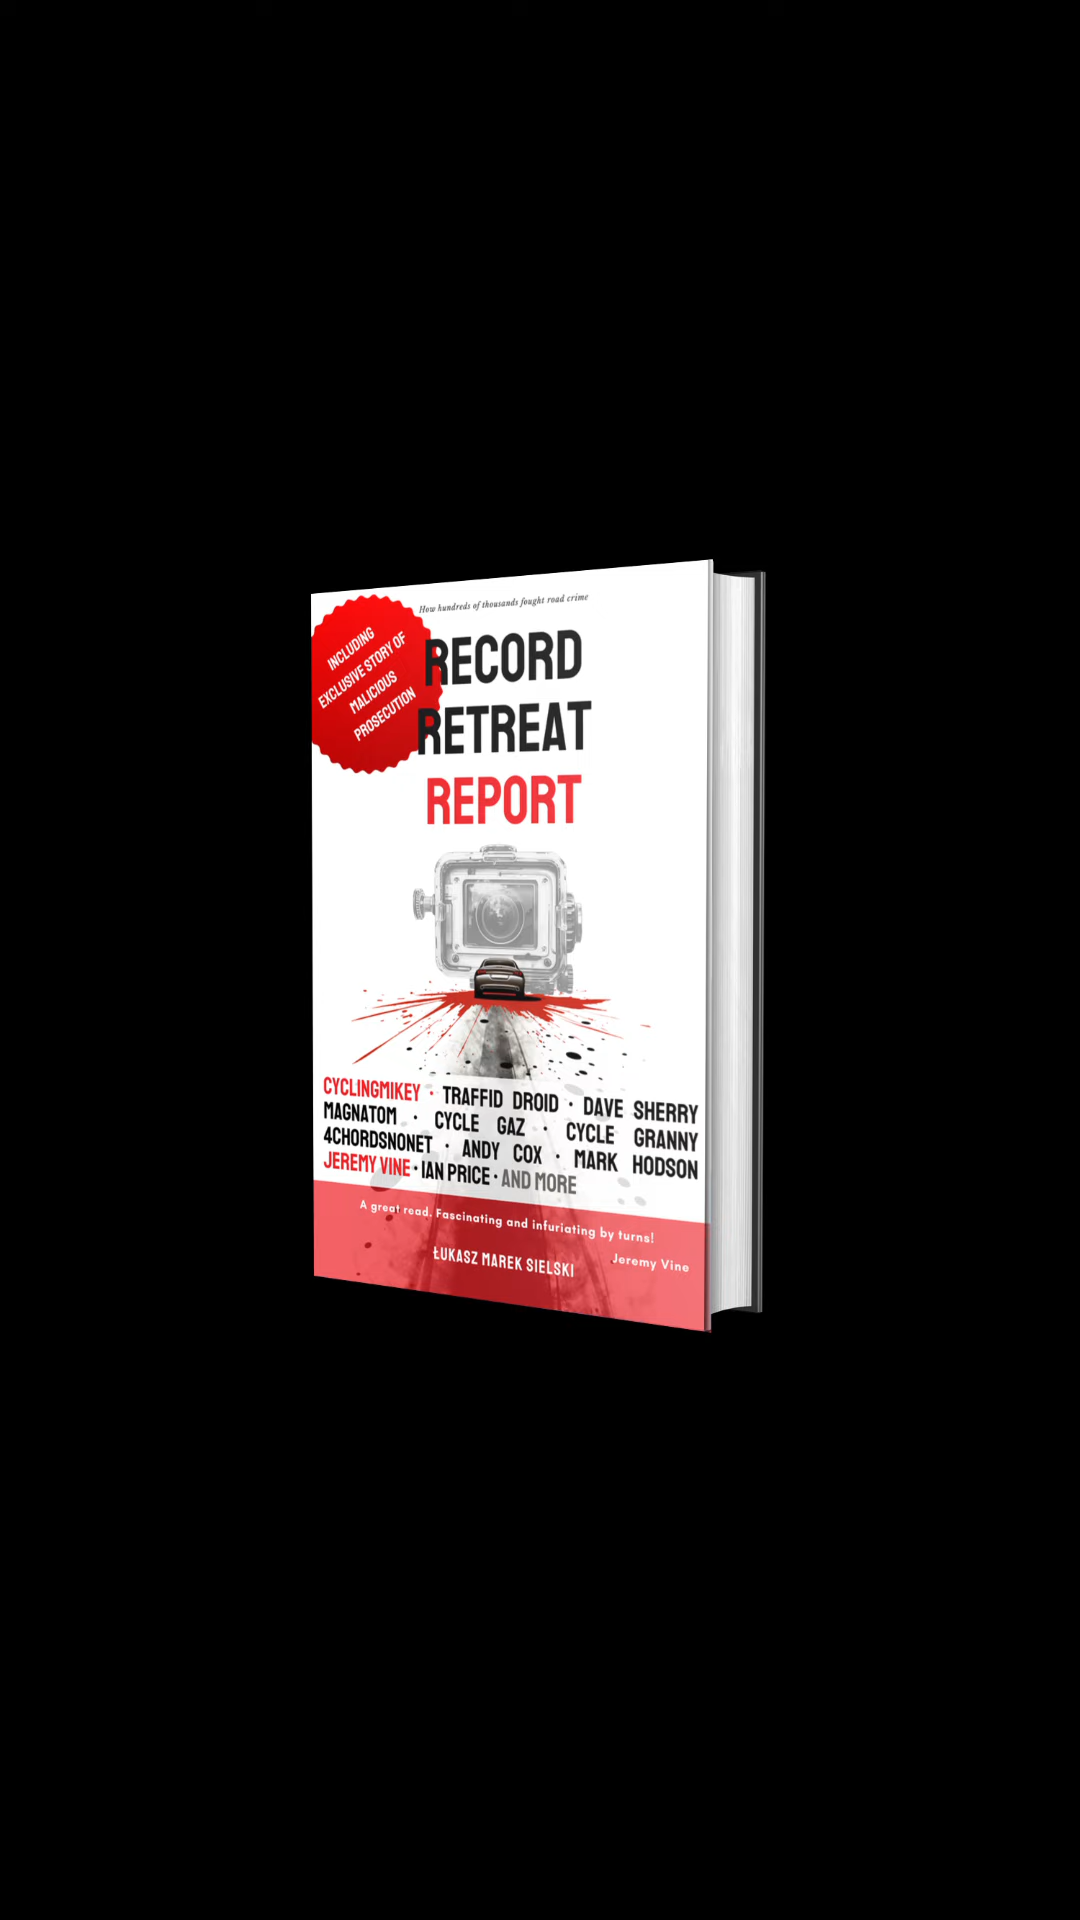 How hundreds of thousands fought road crime
INCLUDING
EXCLUSIVE STORY OF
MALICIOUS
PROSECUTION
RECORD
RETREAT
REPORT
CYCLINGMIKEY · TRAFFID DROID · DAVE SHERRY
MAGNATOM · CYCLE GAZ · CYCLE GRANNY
4CHORDSNONET · ANDY COX · MARK HODSON
JEREMY VINE · IAN PRICE · AND MORE
A great read. Fascinating and infuriating by turns!
Jeremy Vine
ŁUKASZ MAREK SIELSKI